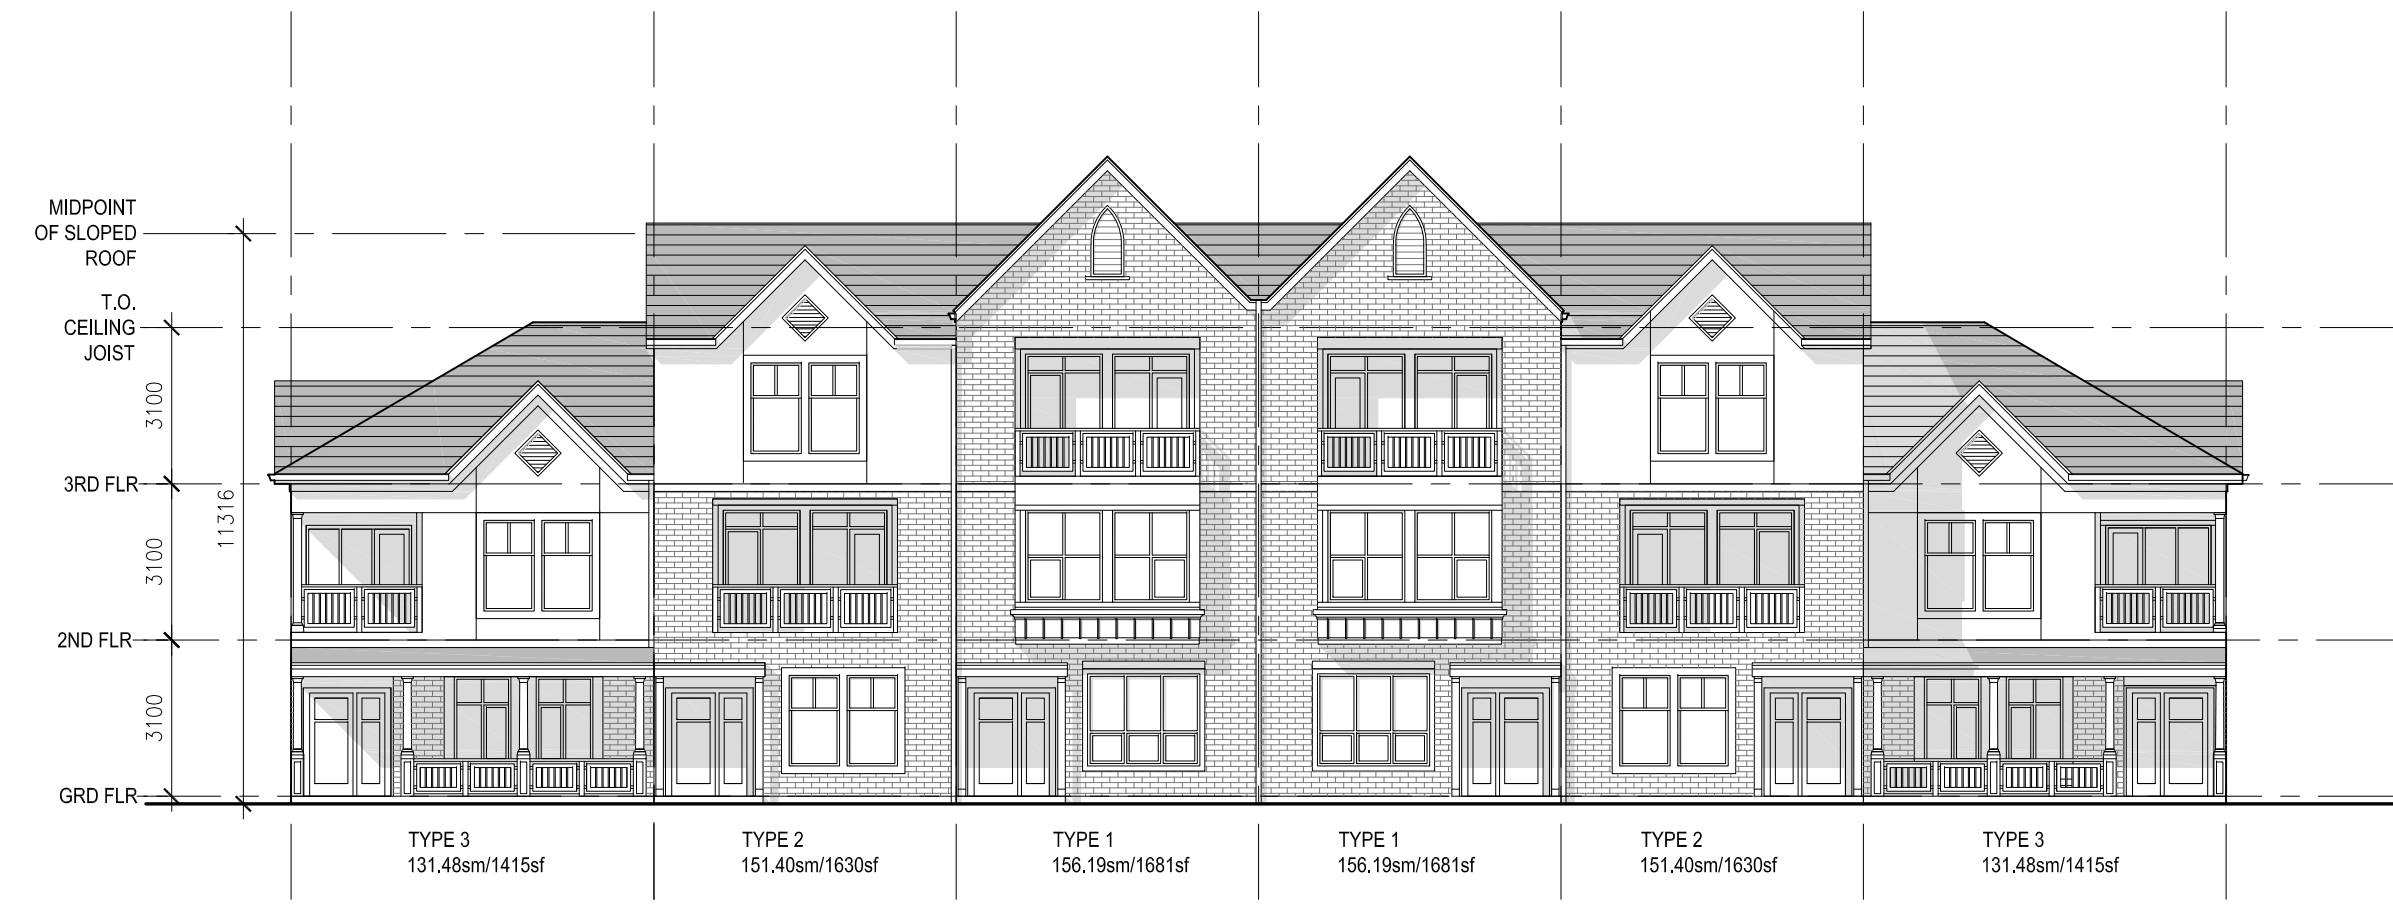 MIDPOINT
OF SLOPED
ROOF
T.O.
CEILING
JOIST
3100
3RD FLR
11316
3100
2ND FLR
3100
GRD FLR
TYPE 3
131.48sm/1415sf
TYPE 2
151.40sm/1630sf
TYPE 1
156.19sm/1681sf
TYPE 1
156.19sm/1681sf
TYPE 2
151.40sm/1630sf
TYPE 3
131.48sm/1415sf